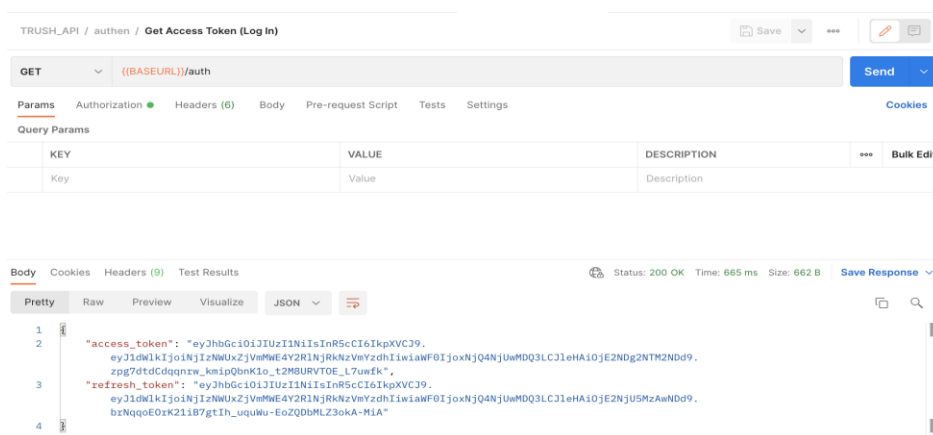 TRUSH_API / authen / Get Access Token (Log In) Save
GET {{BASEURL}}/auth Send
Params Authorization Headers (6) Body Pre-request Script Tests Settings Cookies
Query Params
KEY VALUE DESCRIPTION Bulk Edi
Key Value Description
Body Cookies Headers (9) Test Results Status: 200 OK Time: 665 ms Size: 662 B Save Response
Pretty Raw Preview Visualize JSON
1 {
2 "access_token": "eyJhbGciOiJIUzI1NiIsInR5cCI6IkpXVCJ9.
eyJ1dWlkIjoiNjIzNWUxZjVmMWE4Y2RlNjRkNzVmYzdhIiwiaWF0IjoxNjQ4NjUwMDQ3LCJleHAiOjE2NDg2NTM2NDd9.
zpg7dtdCdqqnrw_kmipQbnK1o_t2M8URVTOE_L7uwfk",
3 "refresh_token": "eyJhbGciOiJIUzI1NiIsInR5cCI6IkpXVCJ9.
eyJ1dWlkIjoiNjIzNWUxZjVmMWE4Y2RlNjRkNzVmYzdhIiwiaWF0IjoxNjQ4NjUwMDQ3LCJleHAiOjE2NjU5MzAwNDd9.
brNqqoEOrK21iB7gtIh_uquWu-EoZQDbMLZ3okA-MiA"
4 }